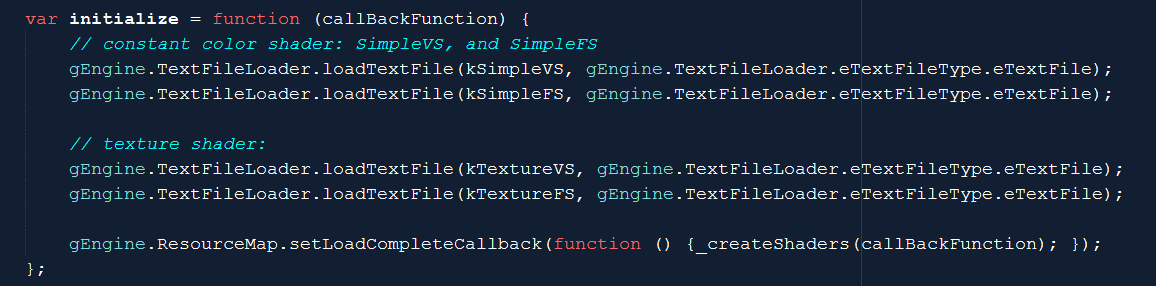 var initialize = function (callBackFunction) {
// constant color shader: SimpleVS, and SimpleFS
gEngine.TextFileLoader.loadTextFile(kSimpleVS, gEngine.TextFileLoader.eTextFileType.eTextFile);
gEngine.TextFileLoader.loadTextFile(kSimpleFS, gEngine.TextFileLoader.eTextFileType.eTextFile);
// texture shader:
gEngine.TextFileLoader.loadTextFile(kTextureVS, gEngine.TextFileLoader.eTextFileType.eTextFile);
gEngine.TextFileLoader.loadTextFile(kTextureFS, gEngine.TextFileLoader.eTextFileType.eTextFile);
gEngine.ResourceMap.setLoadCompleteCallback(function () {_createShaders(callBackFunction); });
};